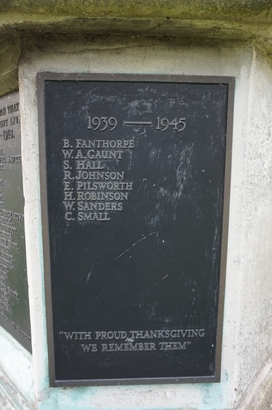 1939 — 1945
B. FANTHORPE
W. A. GAUNT
S. HALL
R. JOHNSON
E. PILSWORTH
H. ROBINSON
W. SANDERS
C. SMALL
"WITH PROUD THANKSGIVING
WE REMEMBER THEM"